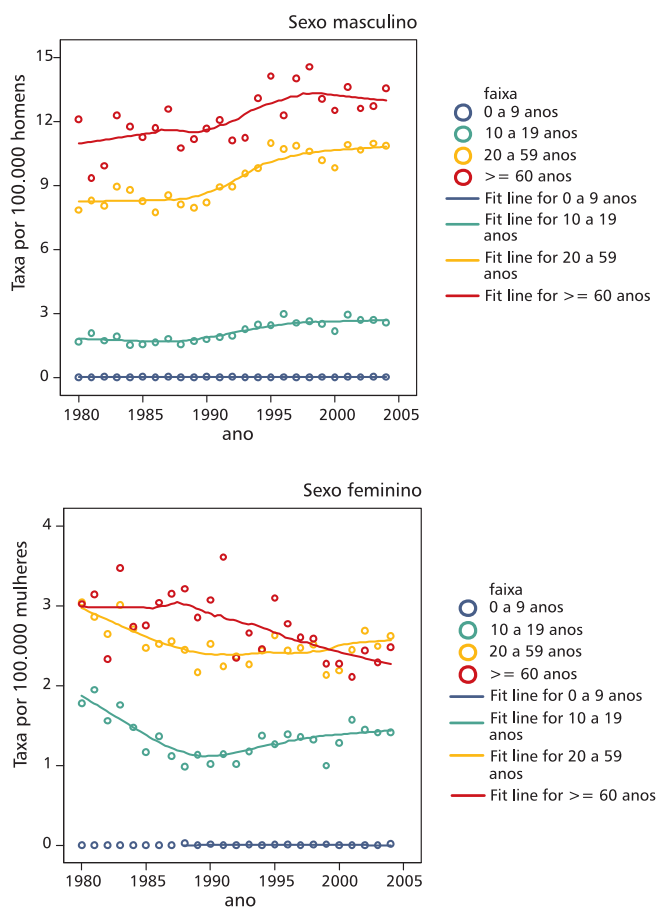 Sexo masculino
Taxa por 100.000 homens
15
12
9
6
3
0
1980 1985 1990 1995 2000 2005
ano
faixa
0 a 9 anos
10 a 19 anos
20 a 59 anos
>= 60 anos
Fit line for 0 a 9 anos
Fit line for 10 a 19
anos
Fit line for 20 a 59
anos
Fit line for >= 60 anos
Sexo feminino
Taxa por 100.000 mulheres
4
3
2
1
0
1980 1985 1990 1995 2000 2005
ano
faixa
0 a 9 anos
10 a 19 anos
20 a 59 anos
>= 60 anos
Fit line for 0 a 9 anos
Fit line for 10 a 19
anos
Fit line for 20 a 59
anos
Fit line for >= 60 anos